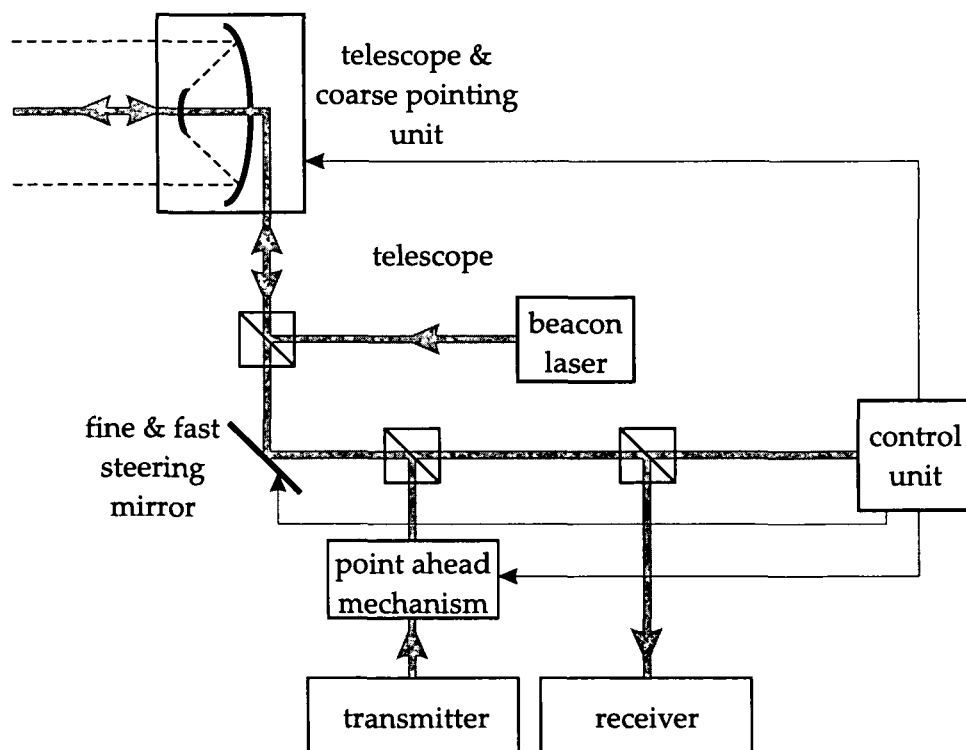 telescope &
coarse pointing
unit
telescope
beacon
laser
fine & fast
steering
mirror
control
unit
point ahead
mechanism
transmitter
receiver